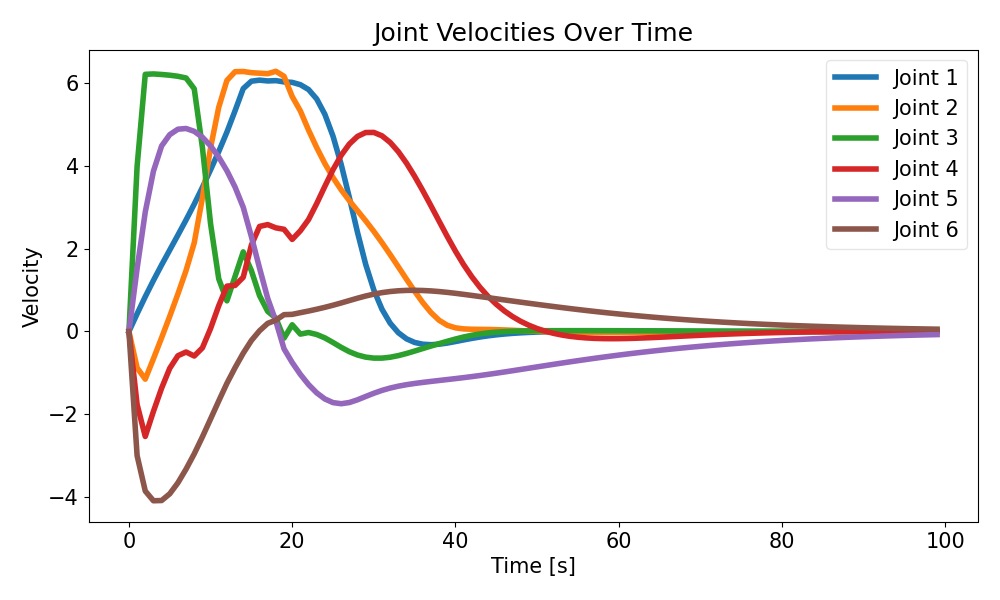 Joint Velocities Over Time
Velocity
6
4
2
0
−2
−4
0 20 40 60 80 100
Time [s]
Joint 1
Joint 2
Joint 3
Joint 4
Joint 5
Joint 6